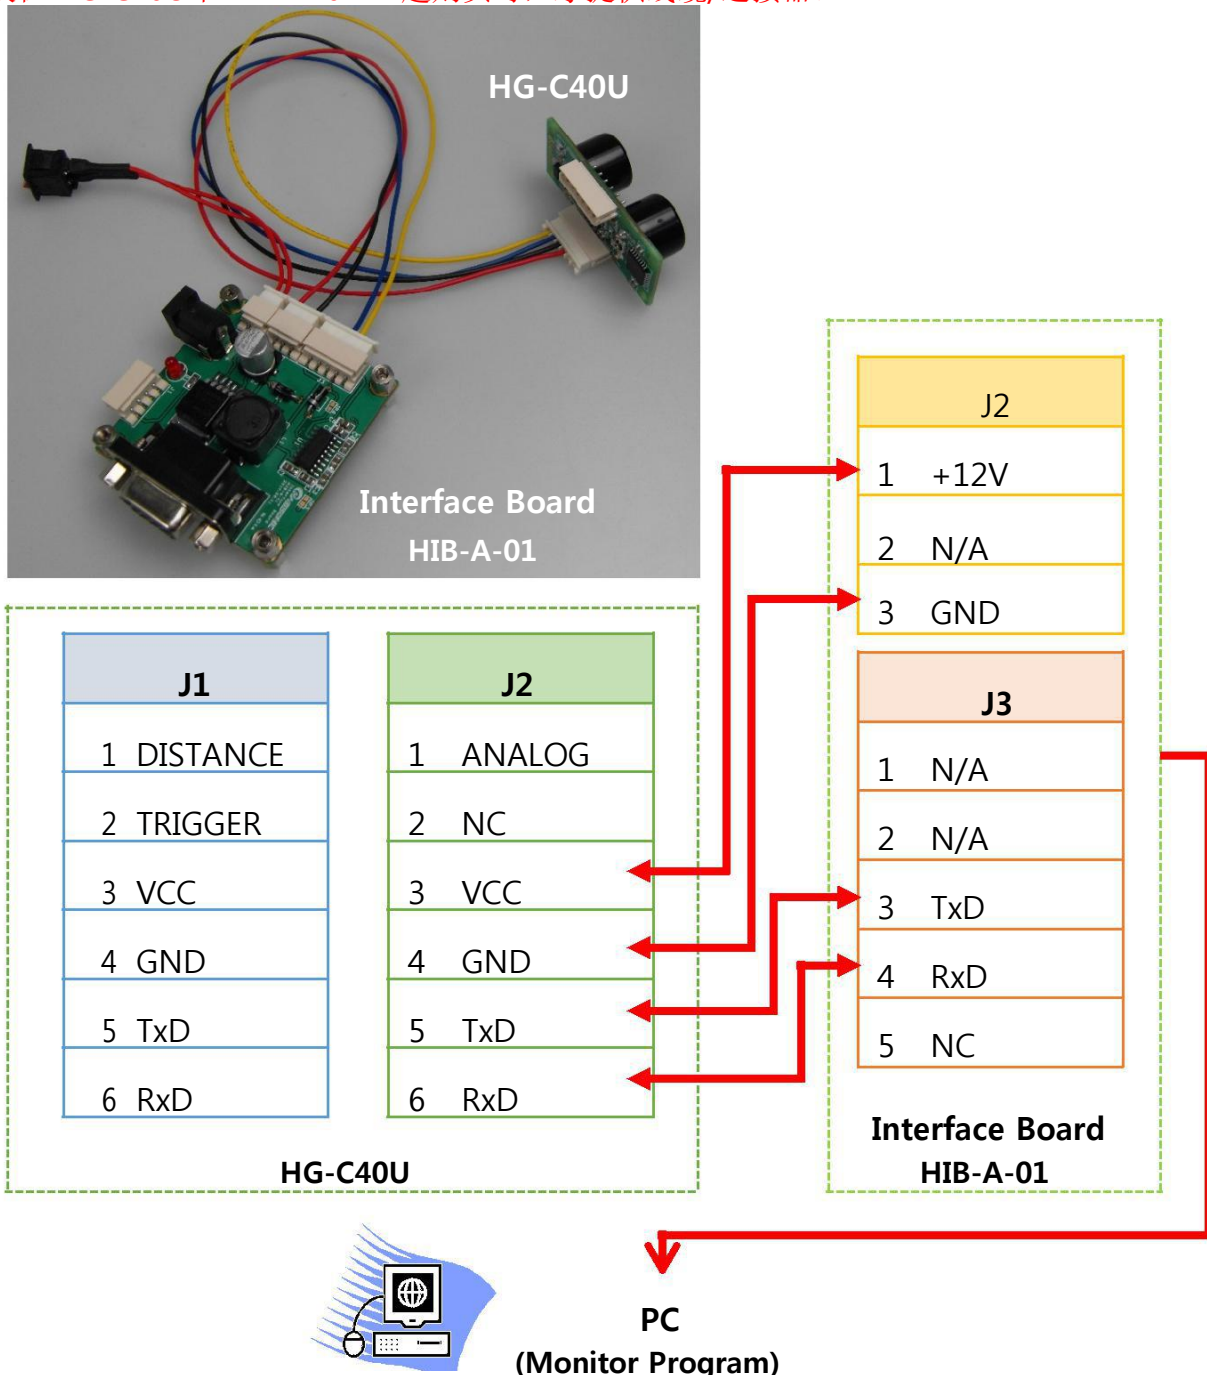 HG-C40U
Interface Board
HIB-A-01
J1
1 DISTANCE
2 TRIGGER
3 VCC
4 GND
5 TxD
6 RxD
J2
1 ANALOG
2 NC
3 VCC
4 GND
5 TxD
6 RxD
HG-C40U
J2
1 +12V
2 N/A
3 GND
J3
1 N/A
2 N/A
3 TxD
4 RxD
5 NC
Interface Board
HIB-A-01
PC
(Monitor Program)